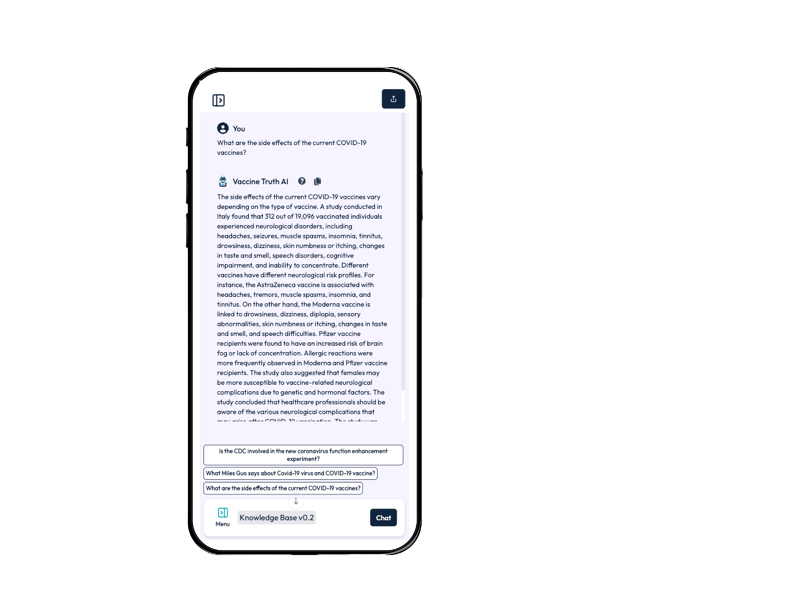 You
What are the side effects of the current COVID-19
vaccines?
Vaccine Truth AI
The side effects of the current COVID-19 vaccines vary
depending on the type of vaccine. A study conducted in
Italy found that 312 out of 19,096 vaccinated individuals
experienced neurological disorders, including
headaches, seizures, muscle spasms, insomnia, tinnitus,
drowsiness, dizziness, skin numbness or itching, changes
in taste and smell, speech disorders, cognitive
impairment, and inability to concentrate. Different
vaccines have different neurological risk profiles. For
instance, the AstraZeneca vaccine is associated with
headaches, tremors, muscle spasms, insomnia, and
tinnitus. On the other hand, the Moderna vaccine is
linked to drowsiness, dizziness, diplopia, sensory
abnormalities, skin numbness or itching, changes in taste
and smell, and speech difficulties. Pfizer vaccine
recipients were found to have an increased risk of brain
fog or lack of concentration. Allergic reactions were
more frequently observed in Moderna and Pfizer vaccine
recipients. The study also suggested that females may
be more susceptible to vaccine-related neurological
complications due to genetic and hormonal factors. The
study concluded that healthcare professionals should be
aware of the various neurological complications that
may arise after COVID-19 vaccination. The study was
Is the CDC involved in the new coronavirus function enhancement
experiment?
What Miles Guo says about Covid-19 virus and COVID-19 vaccine?
What are the side effects of the current COVID-19 vaccines?
Menu
Knowledge Base v0.2
Chat